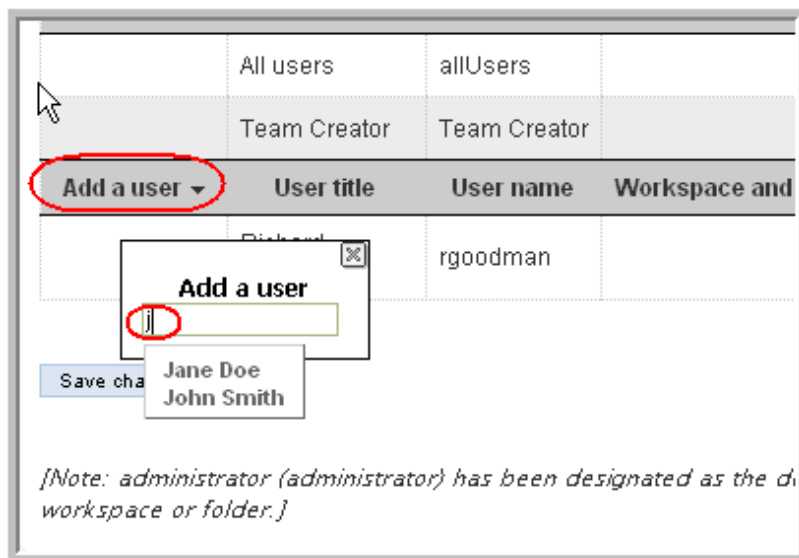 All users allUsers
Team Creator Team Creator
Add a user User title User name Workspace and
rgoodman
Add a user
j
Save cha
Jane Doe
John Smith
[Note: administrator (administrator) has been designated as the
workspace or folder.]